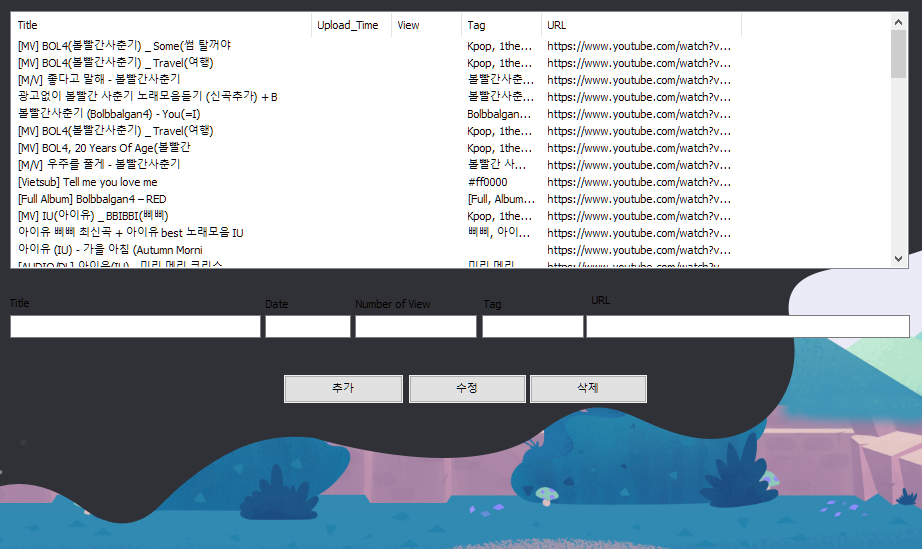 Title Upload_Time View Tag URL
[MV] BOL4(볼빨간사춘기) _ Some(썸 탈꺼야 Kpop, 1the... https://www.youtube.com/watch?v...
[MV] BOL4(볼빨간사춘기) _ Travel(여행) Kpop, 1the... https://www.youtube.com/watch?v...
[M/V] 좋다고 말해 - 볼빨간사춘기 볼빨간사춘... https://www.youtube.com/watch?v...
광고없이 볼빨간 사춘기 노래모음듣기 (신곡추가) + B 볼빨간사춘... https://www.youtube.com/watch?v...
볼빨간사춘기 (Bolbbalgan4) - You(=I) Bolbbalgan... https://www.youtube.com/watch?v...
[MV] BOL4(볼빨간사춘기) _ Travel(여행) Kpop, 1the... https://www.youtube.com/watch?v...
[MV] BOL4, 20 Years Of Age(볼빨간 Kpop, 1the... https://www.youtube.com/watch?v...
[M/V] 우주를 줄게 - 볼빨간사춘기 볼빨간 사... https://www.youtube.com/watch?v...
[Vietsub] Tell me you love me #ff0000 https://www.youtube.com/watch?v...
[Full Album] Bolbbalgan4 – RED [Full, Album... https://www.youtube.com/watch?v...
[MV] IU(아이유) _ BBIBBI(삐삐) Kpop, 1the... https://www.youtube.com/watch?v...
아이유 삐삐 최신곡 + 아이유 best 노래모음 IU 삐삐, 아이... https://www.youtube.com/watch?v...
아이유 (IU) - 가을 아침 (Autumn Morni https://www.youtube.com/watch?v...
[AUDIO/DL] 아이유(IU) - 미리 메리 크리스 미리 메리 https://www.youtube.com/watch?v...
Title Date Number of View Tag URL
추가 수정 삭제